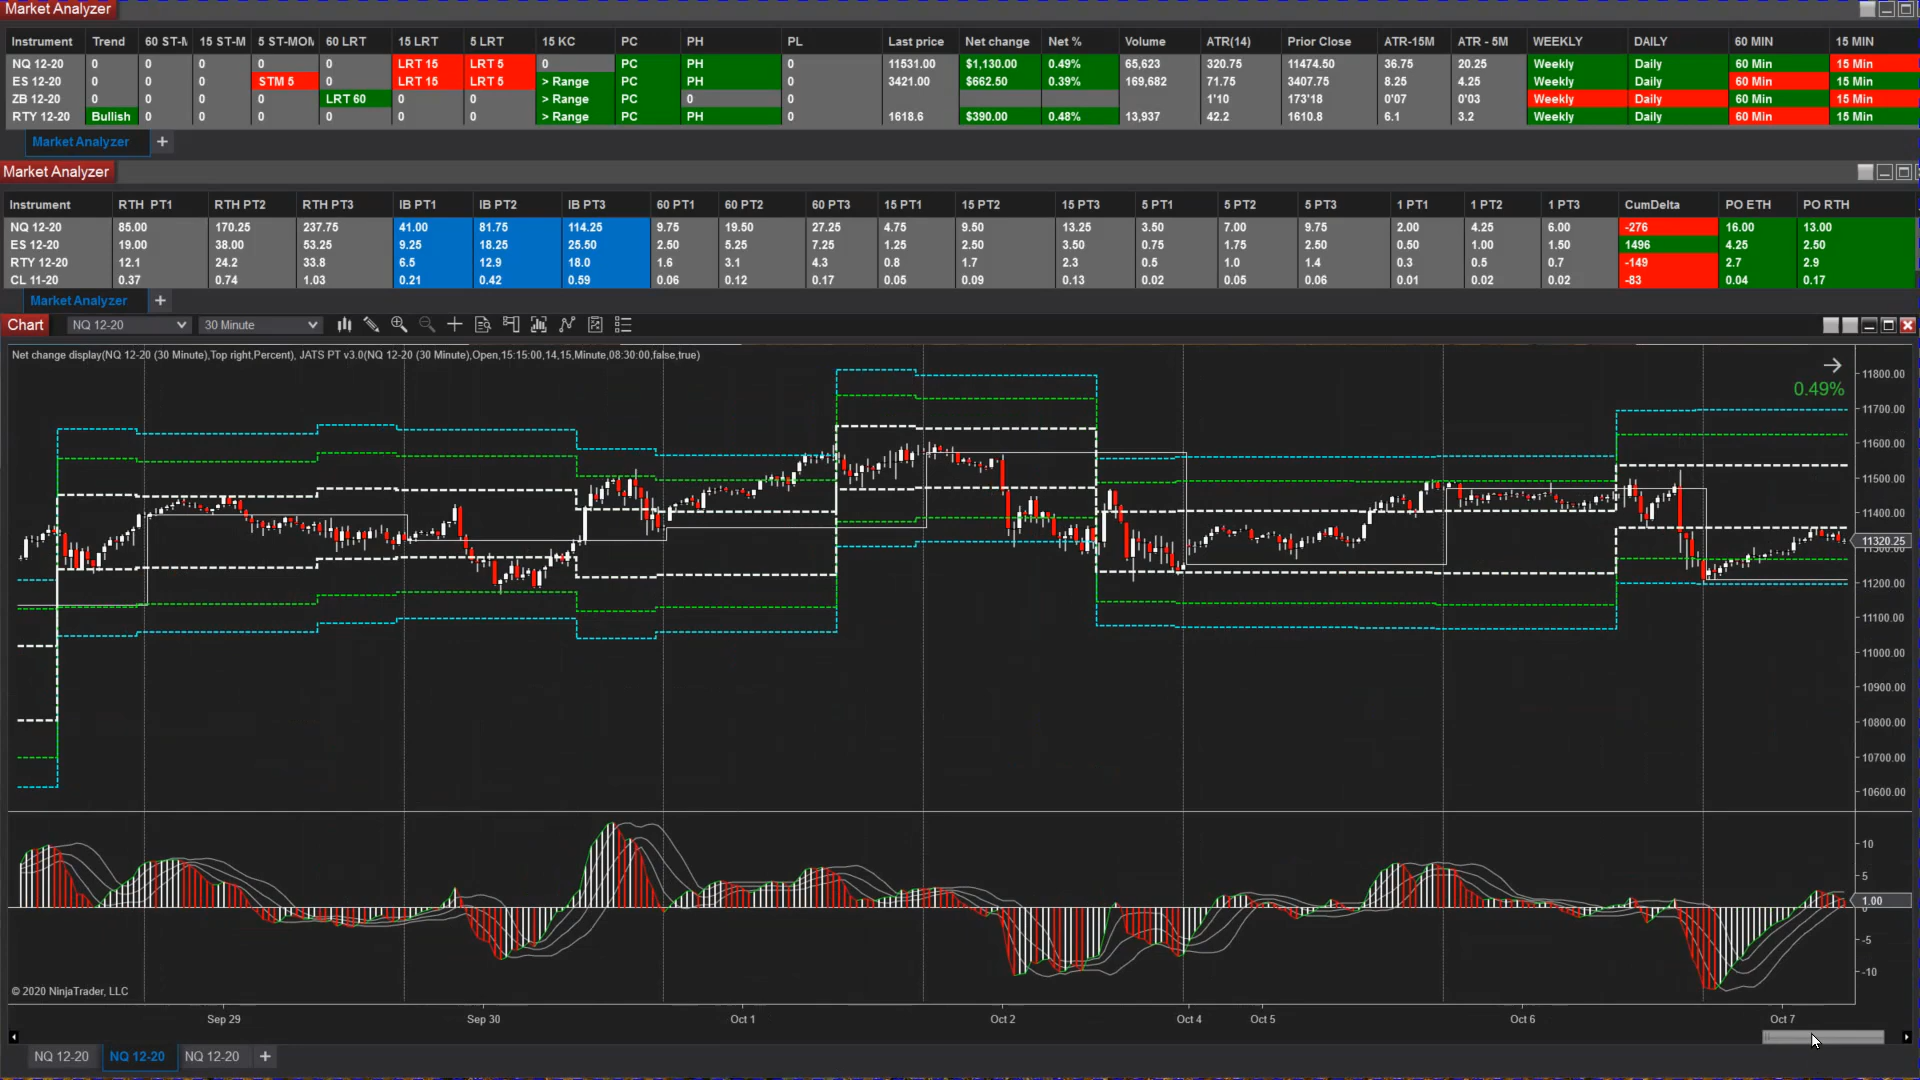 Market Analyzer
Instrument Trend 60 ST-M 15 ST-M 5 ST-MOM 60 LRT 15 LRT 5 LRT 15 KC PC PH PL Last price Net change Net % Volume ATR(14) Prior Close ATR-15M ATR - 5M WEEKLY DAILY 60 MIN 15 MIN
NQ 12-20 0 0 0 0 0 LRT 15 LRT 5 0 PC PH 0 11531.00 $1,130.00 0.49% 65,623 320.75 11474.50 36.75 20.25 Weekly Daily 60 Min 15 Min
ES 12-20 0 0 0 STM 5 0 LRT 15 LRT 5 > Range PC PH 0 3421.00 $662.50 0.39% 169,682 71.75 3407.75 8.25 4.25 Weekly Daily 60 Min 15 Min
ZB 12-20 0 0 0 0 LRT 60 0 0 > Range PC 0 0 1'10 173'18 0'07 0'03 Weekly Daily 60 Min 15 Min
RTY 12-20 Bullish 0 0 0 0 0 0 > Range PC PH 0 1618.6 $390.00 0.48% 13,937 42.2 1610.8 6.1 3.2 Weekly Daily 60 Min 15 Min
Market Analyzer +
Market Analyzer
Instrument RTH PT1 RTH PT2 RTH PT3 IB PT1 IB PT2 IB PT3 60 PT1 60 PT2 60 PT3 15 PT1 15 PT2 15 PT3 5 PT1 5 PT2 5 PT3 1 PT1 1 PT2 1 PT3 CumDelta PO ETH PO RTH
NQ 12-20 85.00 170.25 237.75 41.00 81.75 114.25 9.75 19.50 27.25 4.75 9.50 13.25 3.50 7.00 9.75 2.00 4.25 6.00 -276 16.00 13.00
ES 12-20 19.00 38.00 53.25 9.25 18.25 25.50 2.50 5.25 7.25 1.25 2.50 3.50 0.75 1.75 2.50 0.50 1.00 1.50 1496 4.25 2.50
RTY 12-20 12.1 24.2 33.8 6.5 12.9 18.0 1.6 3.1 4.3 0.8 1.7 2.3 0.5 1.0 1.4 0.3 0.5 0.7 -149 2.7 2.9
CL 11-20 0.37 0.74 1.03 0.21 0.42 0.59 0.06 0.12 0.17 0.05 0.09 0.13 0.02 0.05 0.06 0.01 0.02 0.02 -83 0.04 0.17
Market Analyzer +
Chart NQ 12-20 30 Minute
Net change display(NQ 12-20 (30 Minute),Top right,Percent), JATS PT v3.0(NQ 12-20 (30 Minute),Open,15:15:00,14,15,Minute,08:30:00,false,true)
0.49%
11800.00
11700.00
11600.00
11500.00
11400.00
11320.25
11300.00
11200.00
11100.00
11000.00
10900.00
10800.00
10700.00
10600.00
10
5
1.00
0
-5
-10
© 2020 NinjaTrader, LLC
Sep 29 Sep 30 Oct 1 Oct 2 Oct 4 Oct 5 Oct 6 Oct 7
NQ 12-20 NQ 12-20 NQ 12-20 +